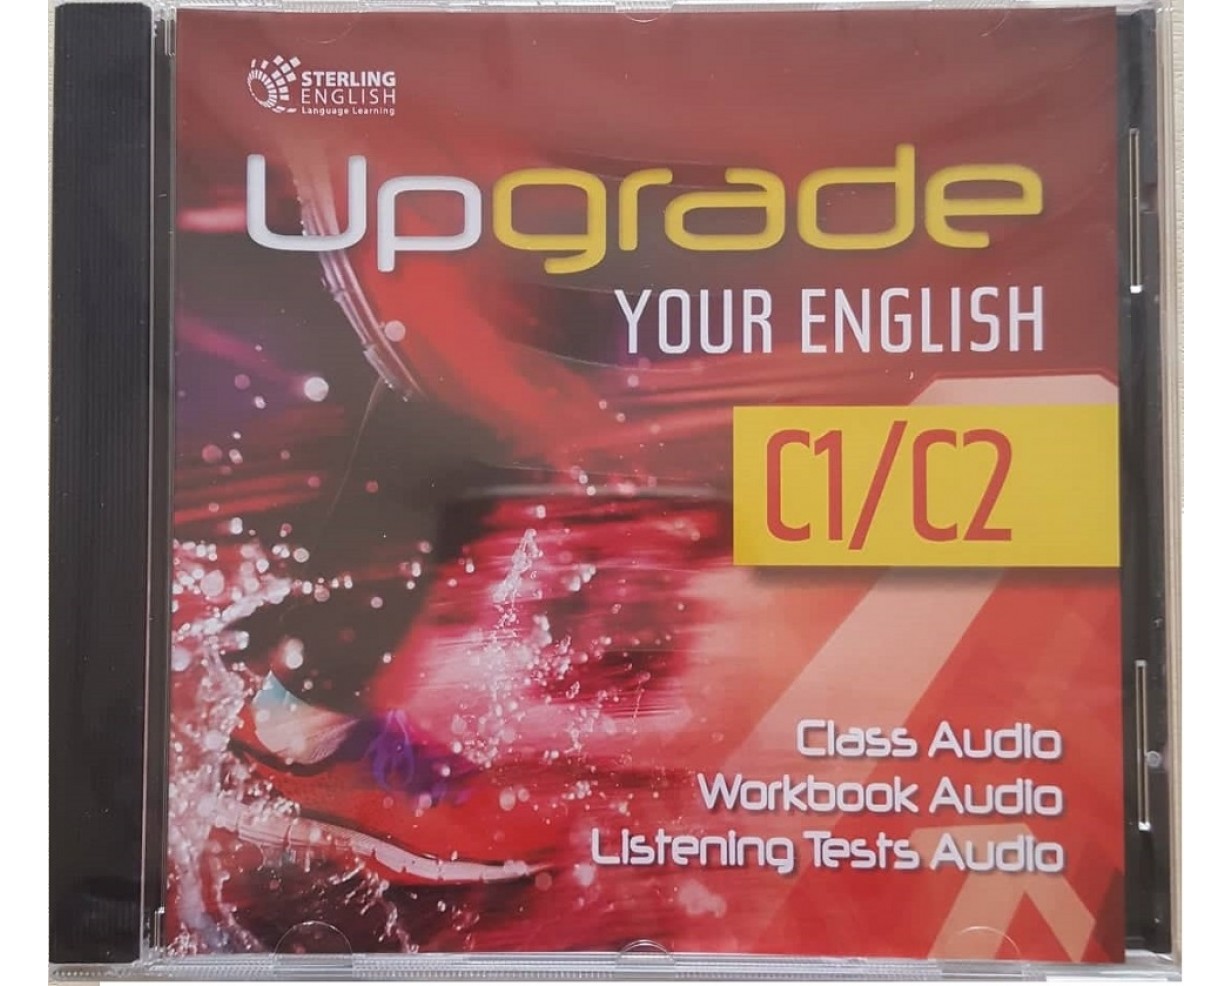 STERLING
ENGLISH
Language Learning
Upgrade
YOUR ENGLISH
C1/C2
Class Audio
Workbook Audio
Listening Tests Audio